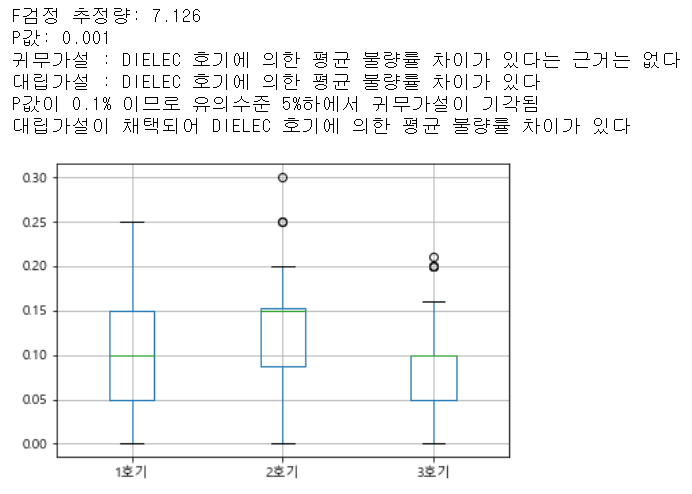 F검정 추정량: 7.126
P값: 0.001
귀무가설 : DIELEC 호기에 의한 평균 불량률 차이가 있다는 근거는 없다
대립가설 : DIELEC 호기에 의한 평균 불량률 차이가 있다
P값이 0.1% 이므로 유의수준 5%하에서 귀무가설이 기각됨
대립가설이 채택되어 DIELEC 호기에 의한 평균 불량률 차이가 있다
0.30
0.25
0.20
0.15
0.10
0.05
0.00
1호기 2호기 3호기